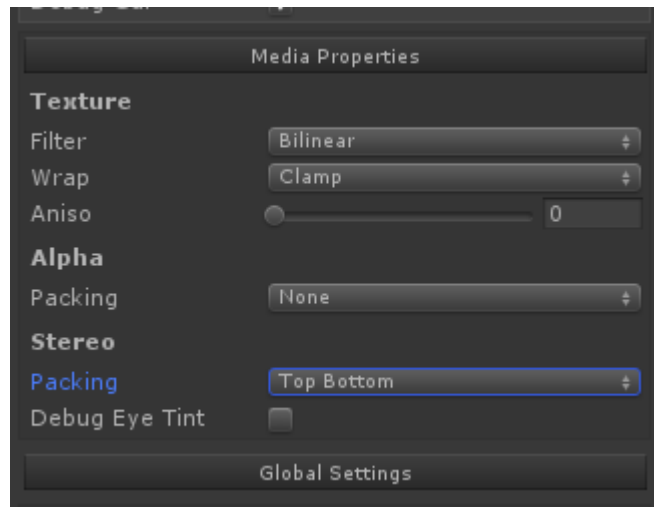 Media Properties
Texture
Filter Bilinear
Wrap Clamp
Aniso 0
Alpha
Packing None
Stereo
Packing Top Bottom
Debug Eye Tint
Global Settings